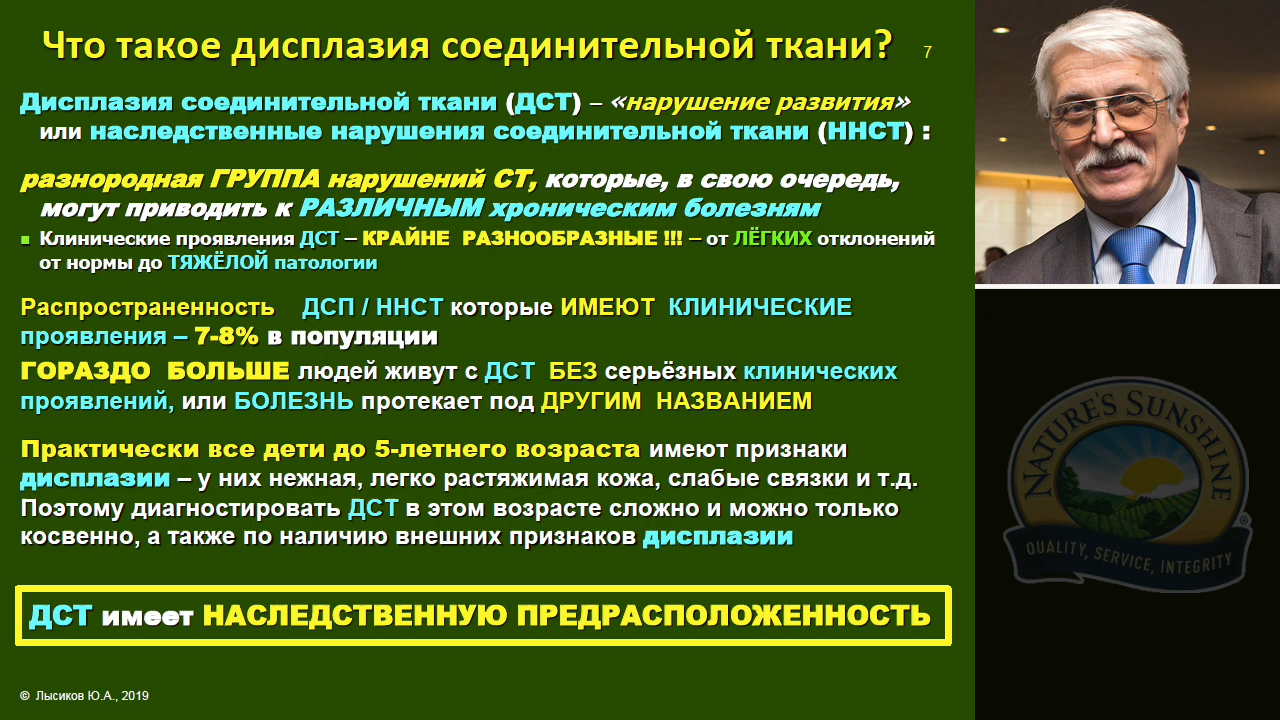 Что такое дисплазия соединительной ткани?
7
Дисплазия соединительной ткани (ДСТ) – «нарушение развития»
или наследственные нарушения соединительной ткани (ННСТ) :
разнородная ГРУППА нарушений СТ, которые, в свою очередь,
могут приводить к РАЗЛИЧНЫМ хроническим болезням
Клинические проявления ДСТ – КРАЙНЕ РАЗНООБРАЗНЫЕ !!! – от ЛЁГКИХ отклонений
от нормы до ТЯЖЁЛОЙ патологии
Распространенность ДСП / ННСТ которые ИМЕЮТ КЛИНИЧЕСКИЕ
проявления – 7-8% в популяции
ГОРАЗДО БОЛЬШЕ людей живут с ДСТ БЕЗ серьёзных клинических
проявлений, или БОЛЕЗНЬ протекает под ДРУГИМ НАЗВАНИЕМ
Практически все дети до 5-летнего возраста имеют признаки
дисплазии – у них нежная, легко растяжимая кожа, слабые связки и т.д.
Поэтому диагностировать ДСТ в этом возрасте сложно и можно только
косвенно, а также по наличию внешних признаков дисплазии
ДСТ имеет НАСЛЕДСТВЕННУЮ ПРЕДРАСПОЛОЖЕННОСТЬ
© Лысиков Ю.А., 2019
NATURE'S SUNSHINE
®
QUALITY, SERVICE, INTEGRITY